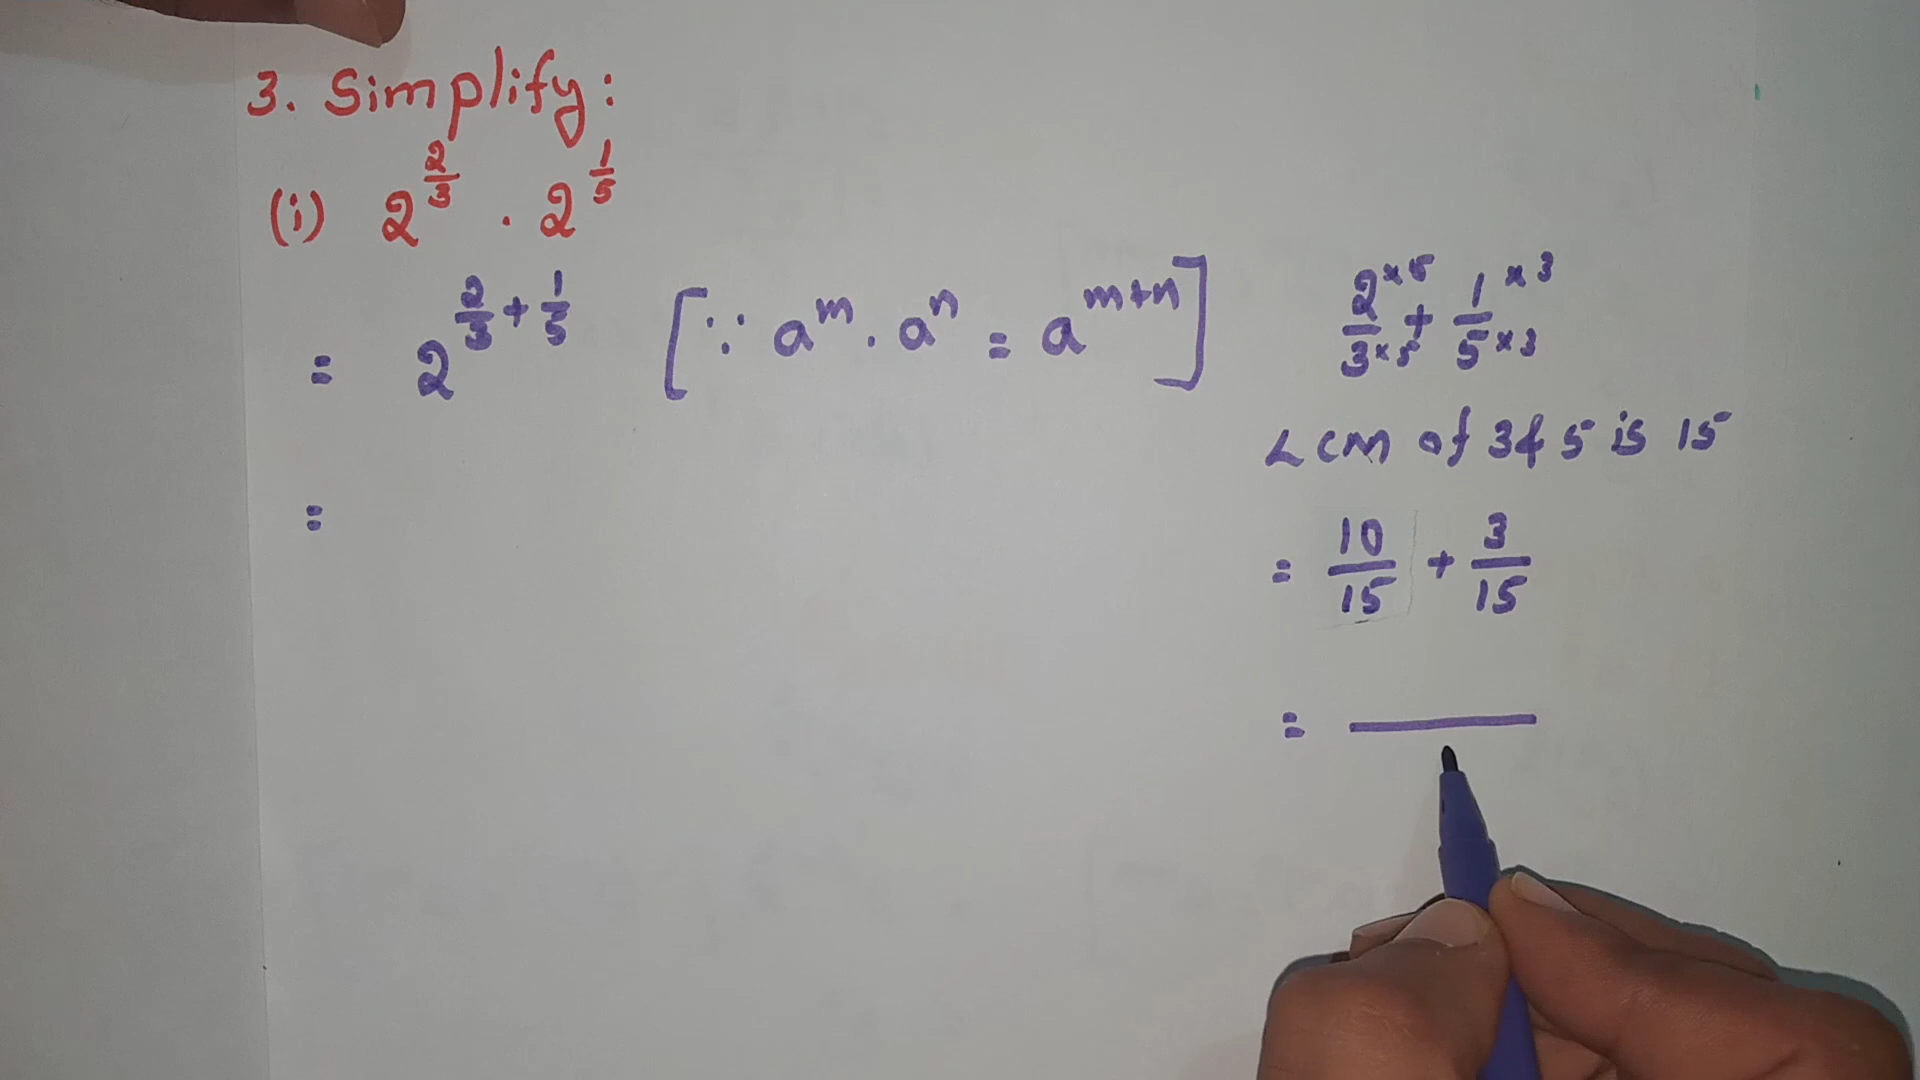 3. Simplify:
(i) 2^(2/3) . 2^(1/5)
= 2^(2/3 + 1/5) [∵ a^m . a^n = a^(m+n)]
=
2×5/3×5 + 1×3/5×3
LCM of 3 & 5 is 15
= 10/15 + 3/15
=